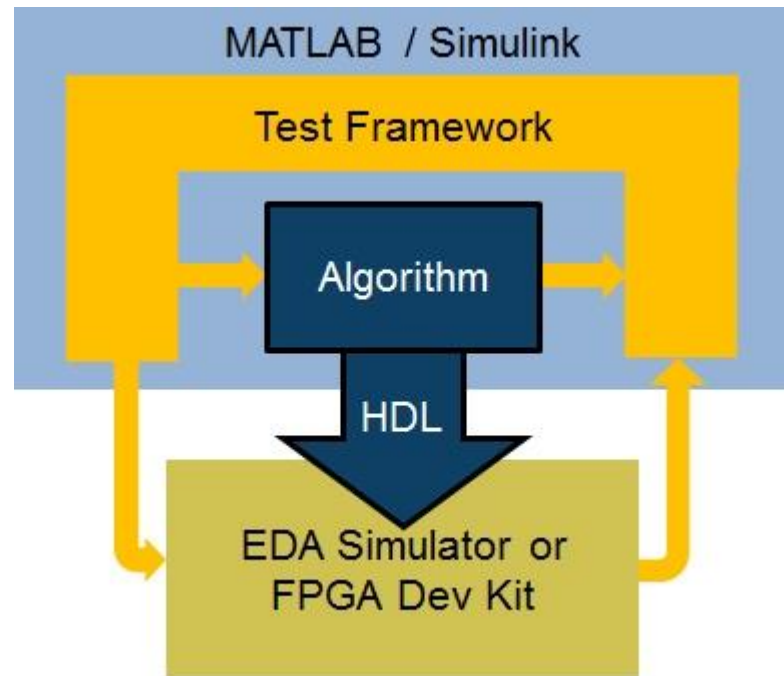 MATLAB / Simulink
Test Framework
Algorithm
HDL
EDA Simulator or
FPGA Dev Kit